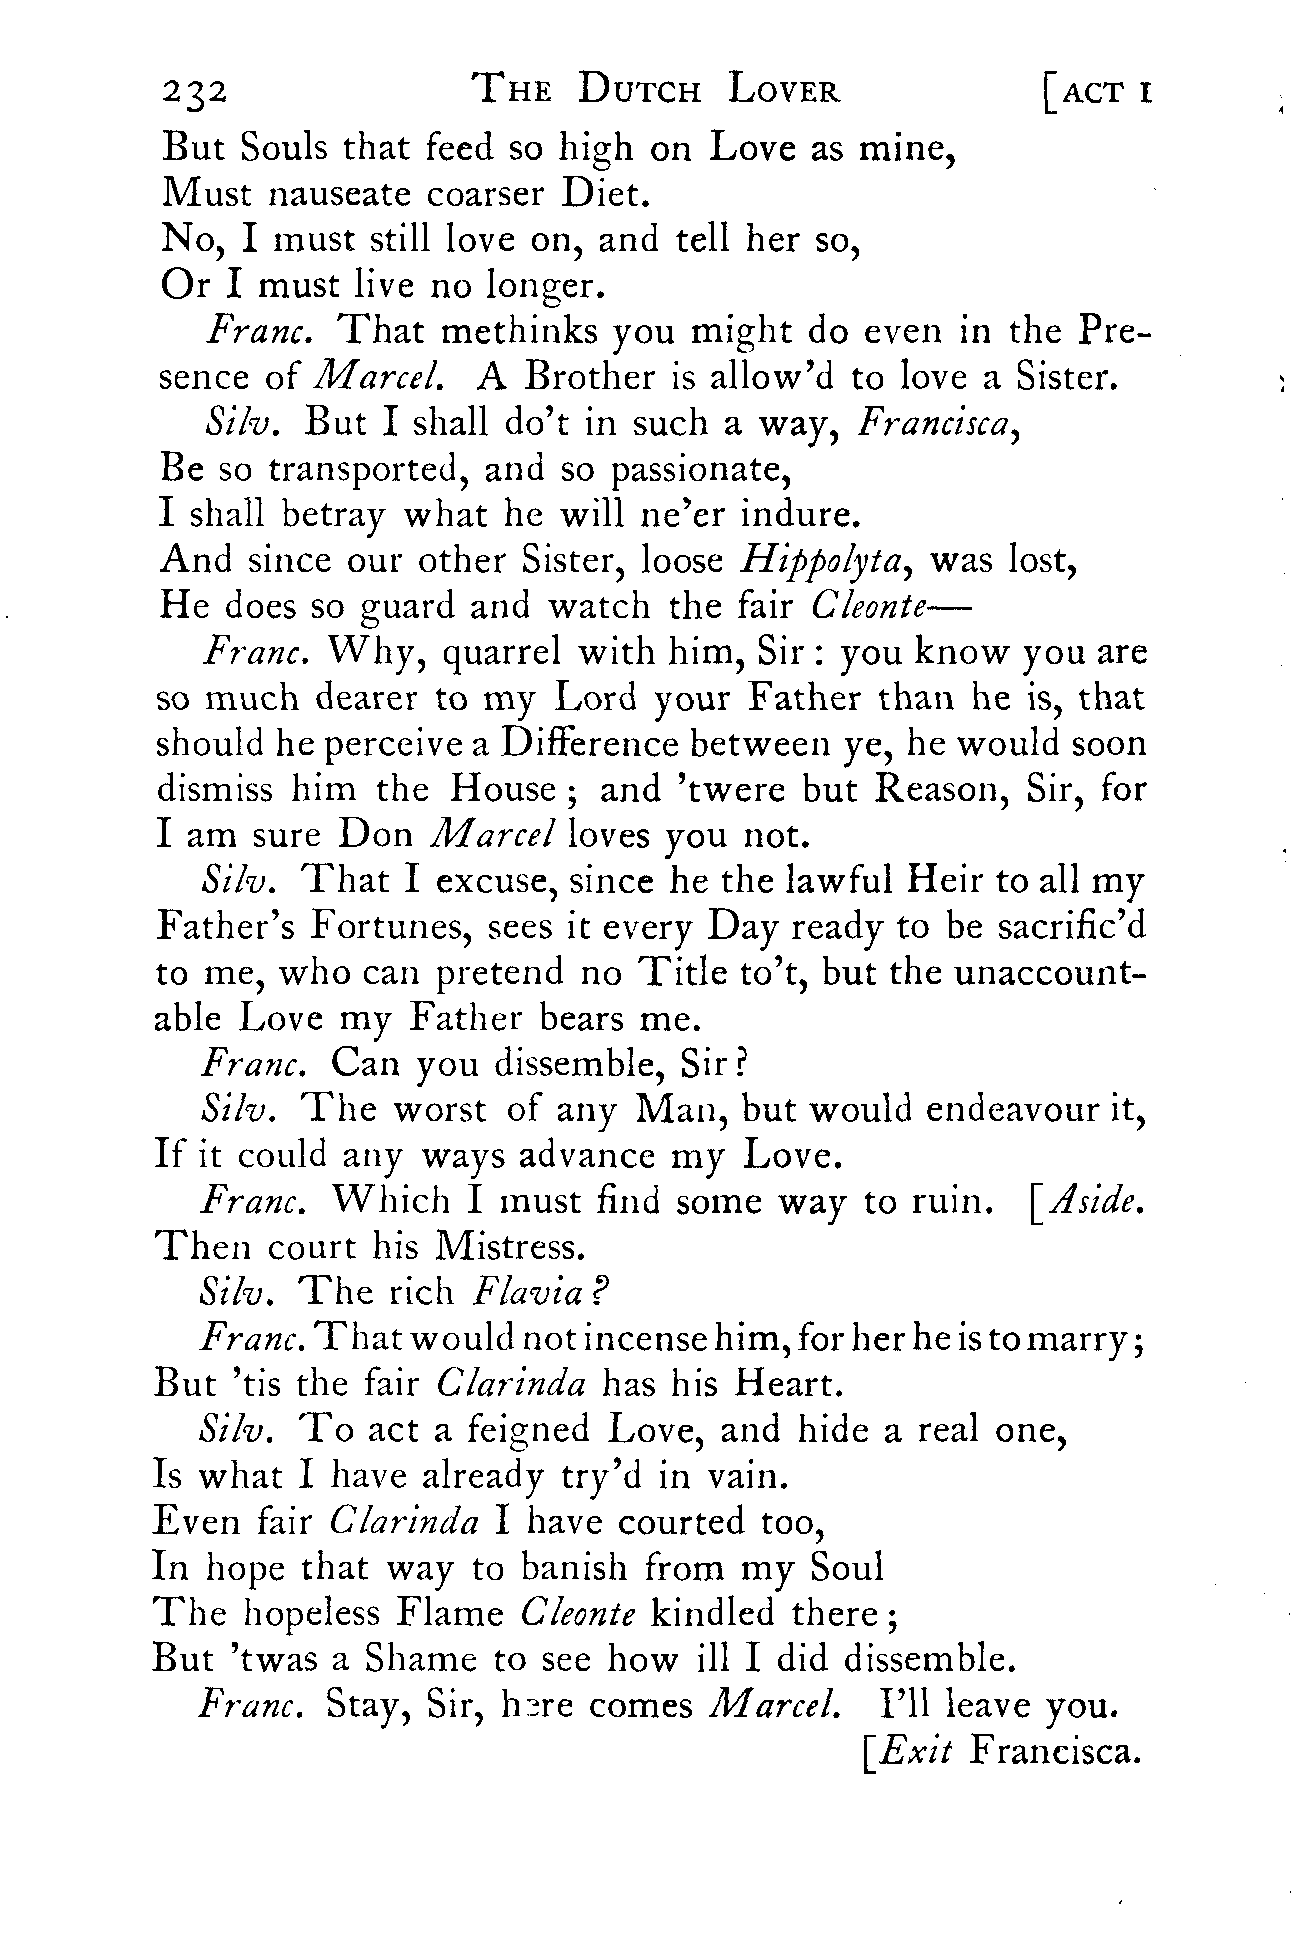 232 The Dutch Lover [act i
But Souls that feed so high on Love as mine,
Must nauseate coarser Diet.
No, I must still love on, and tell her so,
Or I must live no longer.
Franc. That methinks you might do even in the Pre-
sence of Marcel. A Brother is allow'd to love a Sister.
Silv. But I shall do't in such a way, Francisca,
Be so transported, and so passionate,
I shall betray what he will ne'er indure.
And since our other Sister, loose Hippolyta, was lost,
He does so guard and watch the fair Cleonte—
Franc. Why, quarrel with him, Sir : you know you are
so much dearer to my Lord your Father than he is, that
should he perceive a Difference between ye, he would soon
dismiss him the House ; and 'twere but Reason, Sir, for
I am sure Don Marcel loves you not.
Silv. That I excuse, since he the lawful Heir to all my
Father's Fortunes, sees it every Day ready to be sacrific'd
to me, who can pretend no Title to't, but the unaccount-
able Love my Father bears me.
Franc. Can you dissemble, Sir ?
Silv. The worst of any Man, but would endeavour it,
If it could any ways advance my Love.
Franc. Which I must find some way to ruin. [Aside.
Then court his Mistress.
Silv. The rich Flavia ?
Franc. That would not incense him, for her he is to marry ;
But 'tis the fair Clarinda has his Heart.
Silv. To act a feigned Love, and hide a real one,
Is what I have already try'd in vain.
Even fair Clarinda I have courted too,
In hope that way to banish from my Soul
The hopeless Flame Cleonte kindled there ;
But 'twas a Shame to see how ill I did dissemble.
Franc. Stay, Sir, here comes Marcel. I'll leave you.
[Exit Francisca.